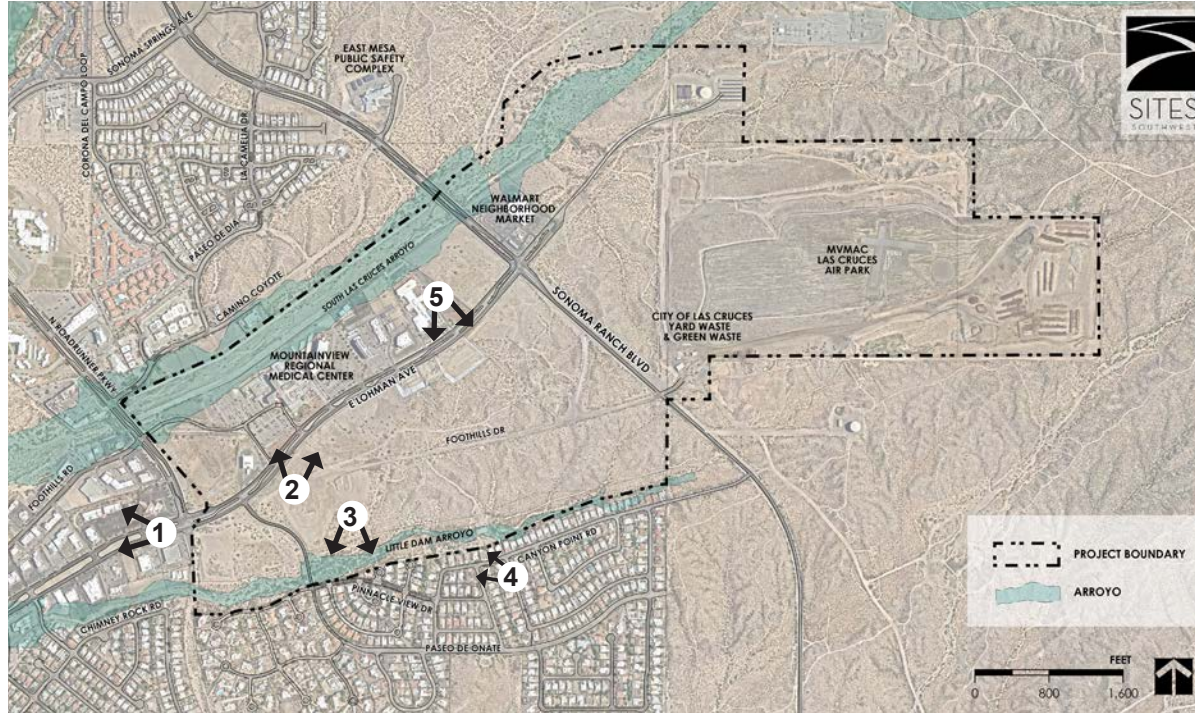 SONOMA SPRINGS AVE
EAST MESA
PUBLIC SAFETY
COMPLEX
SITES
SOUTHWEST
CORONA DEL CAMPO LOOP
LA CAMELIA DR
PASEO DE DIA
WALMART
NEIGHBORHOOD
MARKET
CAMINO COYOTE
SOUTH LAS CRUCES ARROYO
MVMAC
LAS CRUCES
AIR PARK
5
N ROADRUNNER PKWY
SONOMA RANCH BLVD
CITY OF LAS CRUCES
YARD WASTE
& GREEN WASTE
MOUNTAINVIEW
REGIONAL
MEDICAL CENTER
E LOHMAN AVE
FOOTHILLS DR
FOOTHILLS RD
2
1
3
LITTLE DAM ARROYO
CANYON POINT RD
4
PINNACLE VIEW DR
CHIMNEY ROCK RD
PASEO DE ONATE
PROJECT BOUNDARY
ARROYO
FEET
0 800 1,600